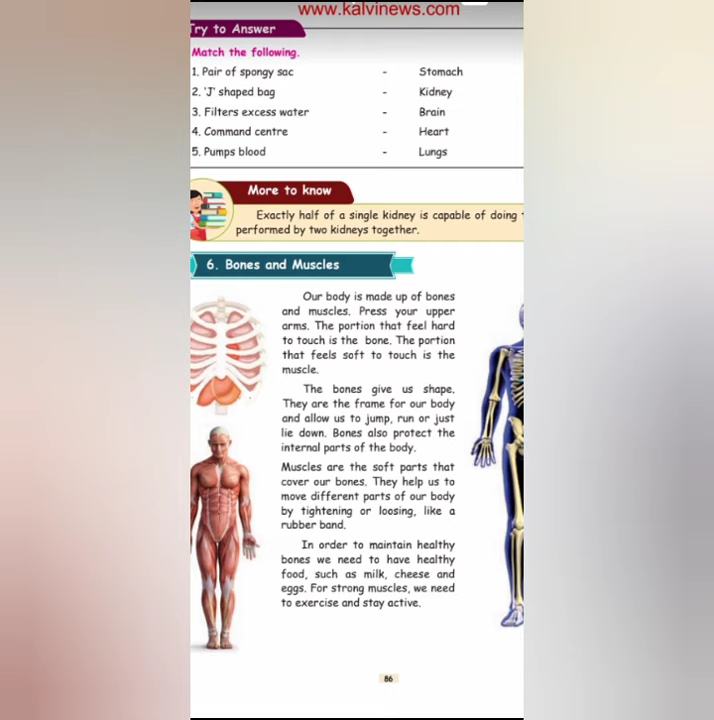 www.kalvinews.com
Try to Answer
Match the following.
1. Pair of spongy sac - Stomach
2. 'J' shaped bag - Kidney
3. Filters excess water - Brain
4. Command centre - Heart
5. Pumps blood - Lungs
More to know
Exactly half of a single kidney is capable of doing
performed by two kidneys together.
6. Bones and Muscles
Our body is made up of bones
and muscles. Press your upper
arms. The portion that feel hard
to touch is the bone. The portion
that feels soft to touch is the
muscle.
The bones give us shape.
They are the frame for our body
and allow us to jump, run or just
lie down. Bones also protect the
internal parts of the body.
Muscles are the soft parts that
cover our bones. They help us to
move different parts of our body
by tightening or loosing, like a
rubber band.
In order to maintain healthy
bones we need to have healthy
food, such as milk, cheese and
eggs. For strong muscles, we need
to exercise and stay active.
86